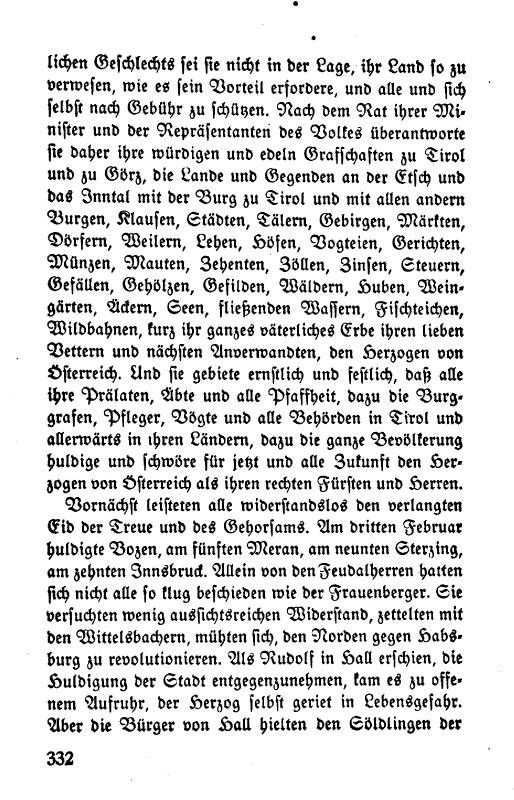 lichen Geschlechts sei sie nicht in der Lage, ihr Land so zu
verwesen, wie es sein Vorteil erfordere, und alle und sich
selbst nach Gebühr zu schützen. Nach dem Rat ihrer Mi-
nister und der Repräsentanten des Volkes überantworte
sie daher ihre würdigen und edeln Grafschaften zu Tirol
und zu Görz, die Lande und Gegenden an der Etsch und
das Inntal mit der Burg zu Tirol und mit allen andern
Burgen, Klausen, Städten, Tälern, Gebirgen, Märkten,
Dörfern, Weilern, Lehen, Höfen, Vogteien, Gerichten,
Münzen, Mauten, Zehenten, Zöllen, Zinsen, Steuern,
Gefällen, Gehölzen, Gefilden, Wäldern, Huben, Wein-
gärten, Äckern, Seen, fließenden Wassern, Fischteichen,
Wildbahnen, kurz ihr ganzes väterliches Erbe ihren lieben
Vettern und nächsten Anverwandten, den Herzogen von
Österreich. Und sie gebiete ernstlich und festlich, daß alle
ihre Prälaten, Äbte und alle Pfaffheit, dazu die Burg-
grafen, Pfleger, Vögte und alle Behörden in Tirol und
allerwärts in ihren Ländern, dazu die ganze Bevölkerung
huldige und schwöre für jetzt und alle Zukunft den Her-
zogen von Österreich als ihren rechten Fürsten und Herren.
Vornächst leisteten alle widerstandslos den verlangten
Eid der Treue und des Gehorsams. Am dritten Februar
huldigte Bozen, am fünften Meran, am neunten Sterzing,
am zehnten Innsbruck. Allein von den Feudalherren hatten
sich nicht alle so klug beschieden wie der Frauenberger. Sie
versuchten wenig aussichtsreichen Widerstand, zettelten mit
den Wittelsbachern, mühten sich, den Norden gegen Habs-
burg zu revolutionieren. Als Rudolf in Hall erschien, die
Huldigung der Stadt entgegenzunehmen, kam es zu offe-
nem Aufruhr, der Herzog selbst geriet in Lebensgefahr.
Aber die Bürger von Hall hielten den Söldlingen der
332